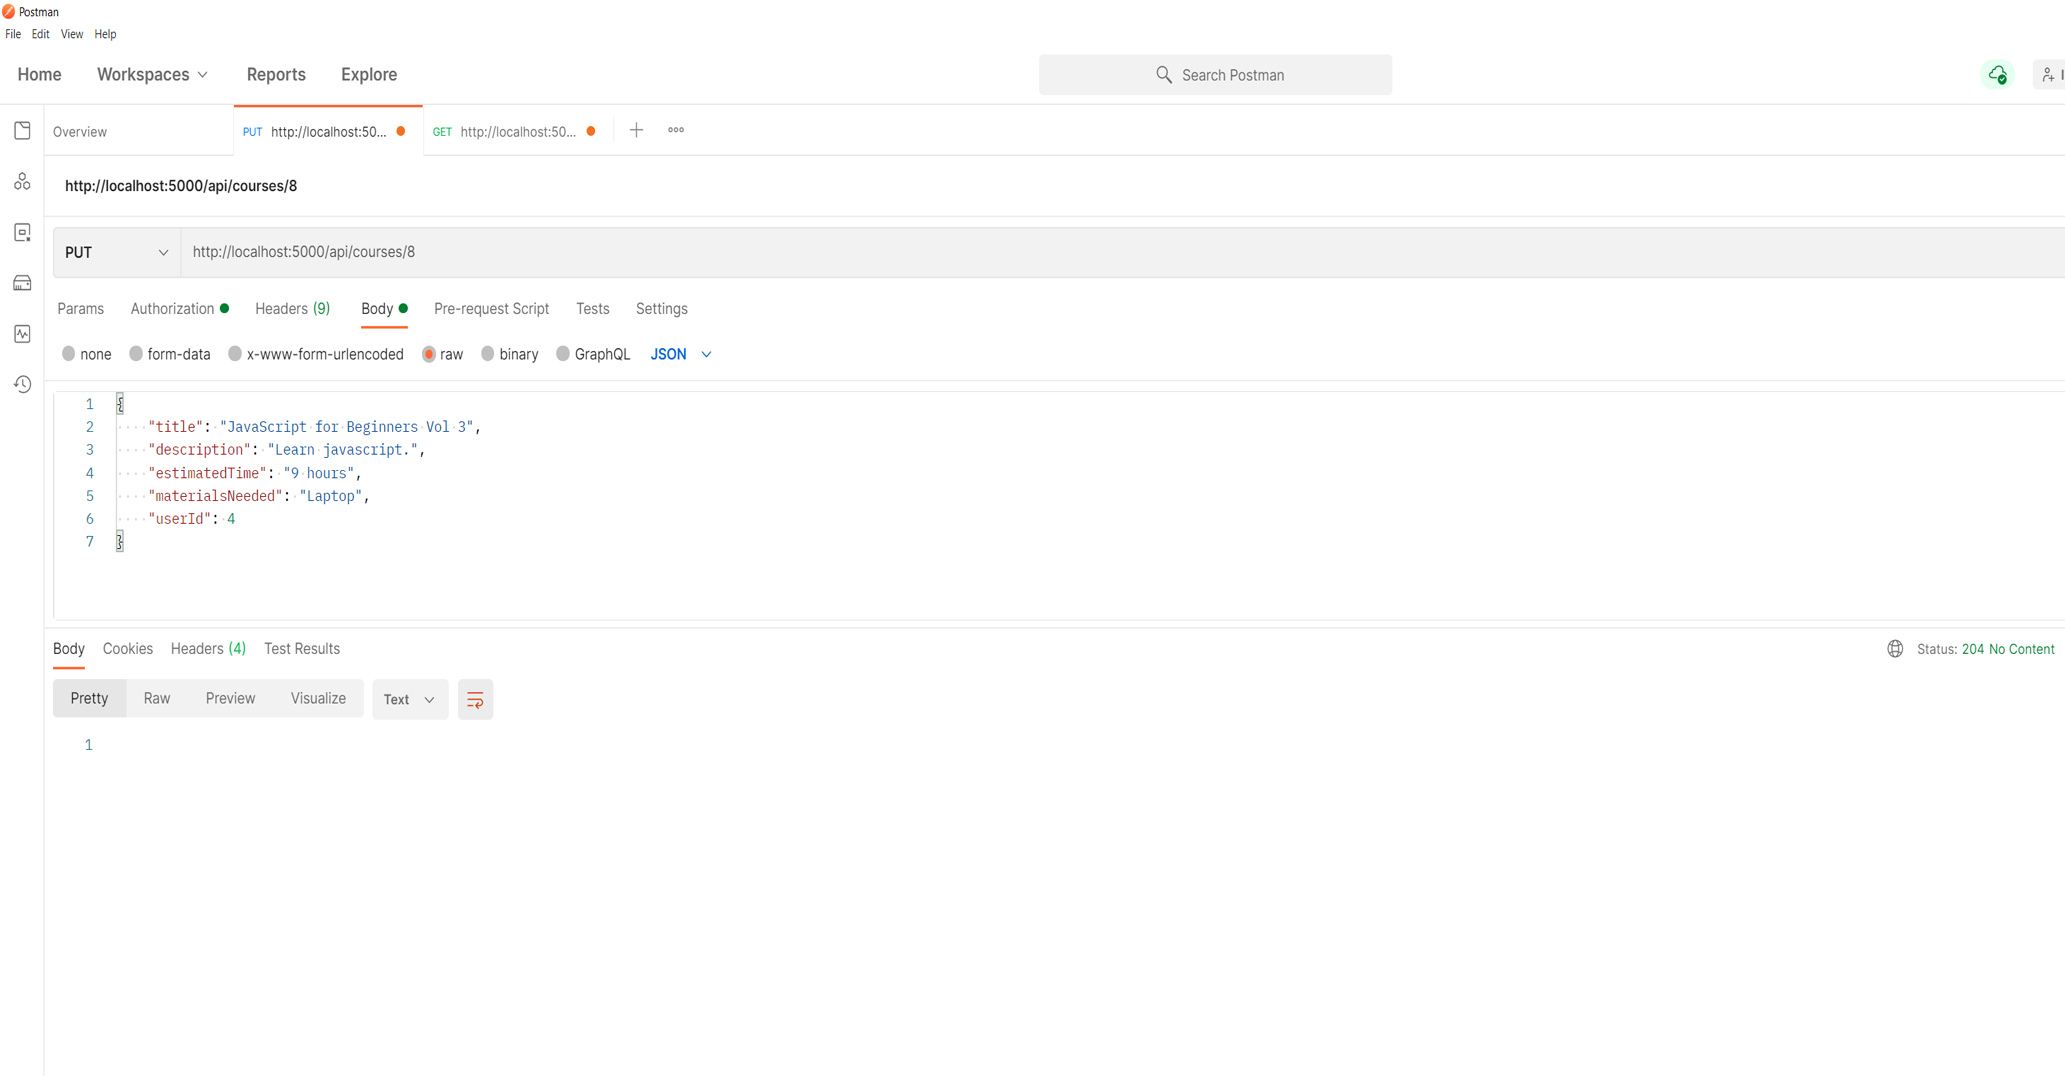 Postman
File Edit View Help
Home Workspaces Reports Explore Search Postman
Overview PUT http://localhost:50... GET http://localhost:50...
http://localhost:5000/api/courses/8
PUT http://localhost:5000/api/courses/8
Params Authorization Headers (9) Body Pre-request Script Tests Settings
none form-data x-www-form-urlencoded raw binary GraphQL JSON
1 {
2 "title": "JavaScript for Beginners Vol 3",
3 "description": "Learn javascript.",
4 "estimatedTime": "9 hours",
5 "materialsNeeded": "Laptop",
6 "userId": 4
7 }
Body Cookies Headers (4) Test Results Status: 204 No Content
Pretty Raw Preview Visualize Text
1